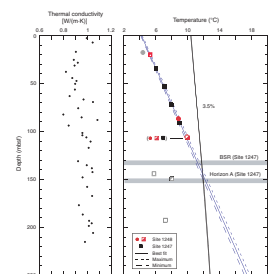 Thermal conductivity
[W/(m·K)]
0.6 0.8 1.0 1.2
Temperature (°C)
2 6 10 14 18
0
50
100
150
200
Depth (mbsf)
3.5%
BSR (Site 1247)
Horizon A (Site 1247)
Site 1248
Site 1247
Best fit
Maximum
Minimum